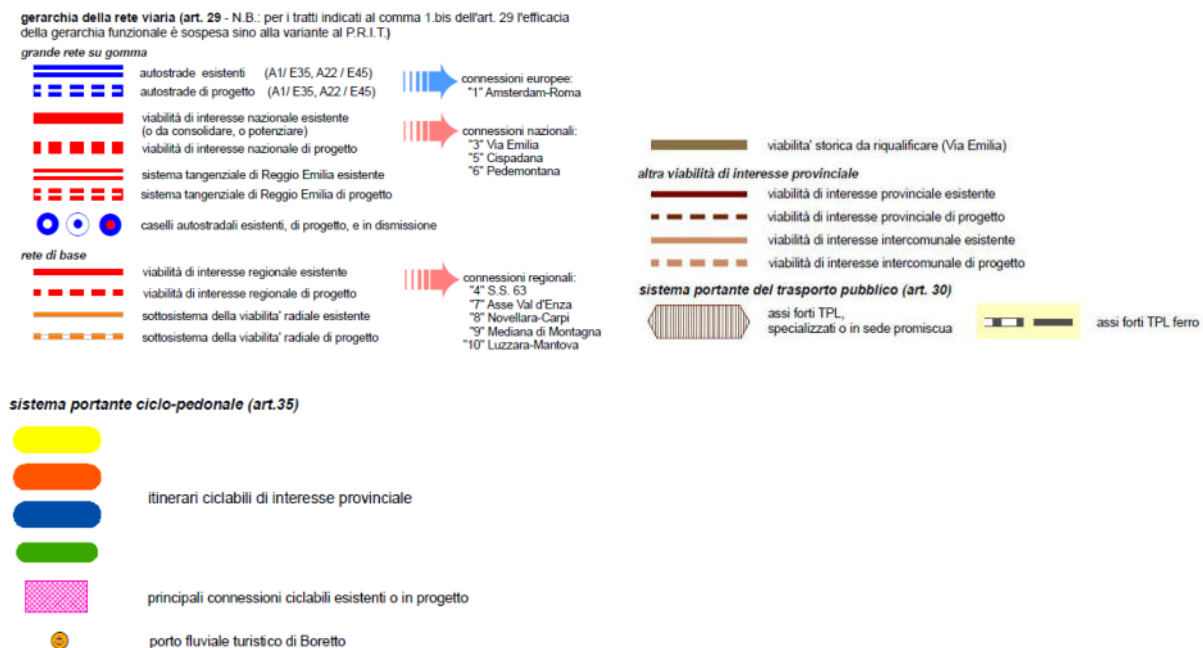 gerarchia della rete viaria (art. 29 - N.B.: per i tratti indicati al comma 1.bis dell'art. 29 l'efficacia
della gerarchia funzionale è sospesa sino alla variante al P.R.I.T.)
grande rete su gomma
autostrade esistenti (A1/ E35, A22 / E45)
autostrade di progetto (A1/ E35, A22 / E45)
connessioni europee:
"1" Amsterdam-Roma
viabilità di interesse nazionale esistente
(o da consolidare, o potenziare)
viabilità di interesse nazionale di progetto
sistema tangenziale di Reggio Emilia esistente
sistema tangenziale di Reggio Emilia di progetto
connessioni nazionali:
"3" Via Emilia
"5" Cispadana
"6" Pedemontana
caselli autostradali esistenti, di progetto, e in dismissione
rete di base
viabilità di interesse regionale esistente
viabilità di interesse regionale di progetto
sottosistema della viabilita' radiale esistente
sottosistema della viabilita' radiale di progetto
connessioni regionali:
"4" S.S. 63
"7" Asse Val d'Enza
"8" Novellara-Carpi
"9" Mediana di Montagna
"10" Luzzara-Mantova
viabilita' storica da riqualificare (Via Emilia)
altra viabilità di interesse provinciale
viabilità di interesse provinciale esistente
viabilità di interesse provinciale di progetto
viabilità di interesse intercomunale esistente
viabilità di interesse intercomunale di progetto
sistema portante del trasporto pubblico (art. 30)
assi forti TPL,
specializzati o in sede promiscua
assi forti TPL ferro
sistema portante ciclo-pedonale (art.35)
itinerari ciclabili di interesse provinciale
principali connessioni ciclabili esistenti o in progetto
porto fluviale turistico di Boretto